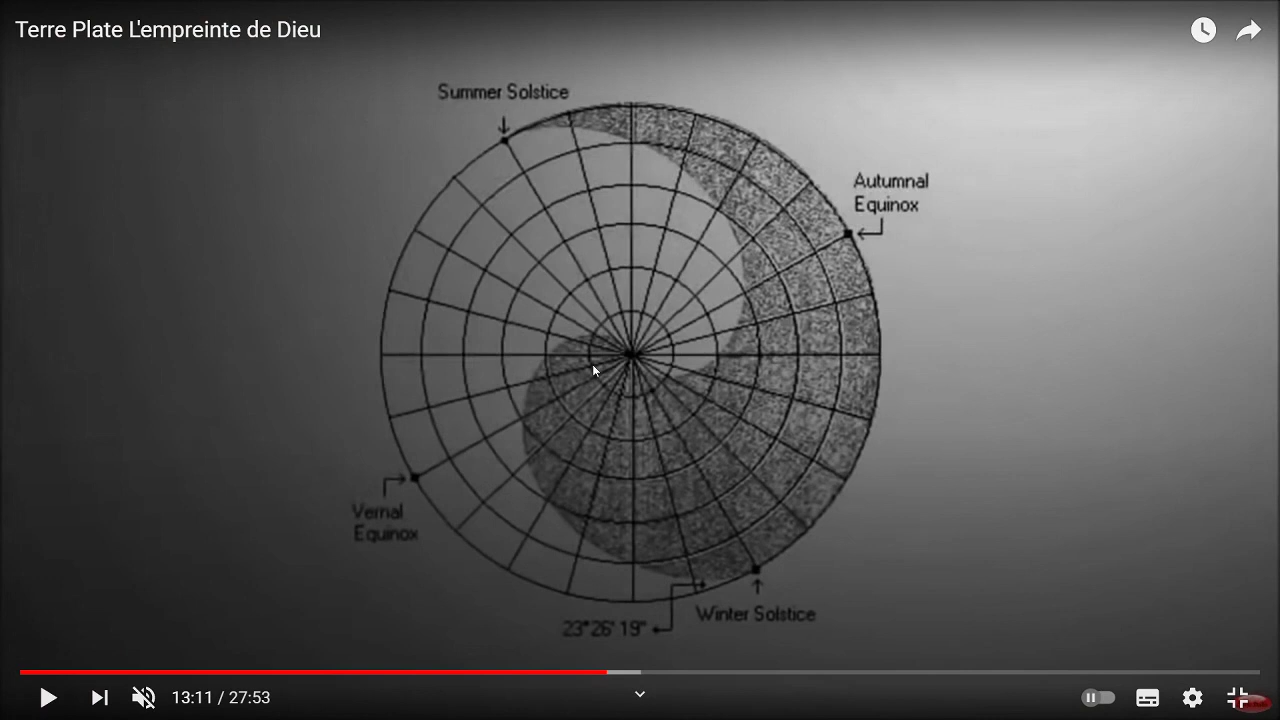 Terre Plate L'empreinte de Dieu
Summer Solstice
Autumnal
Equinox
Vernal
Equinox
Winter Solstice
23°26' 19"
13:11 / 27:53